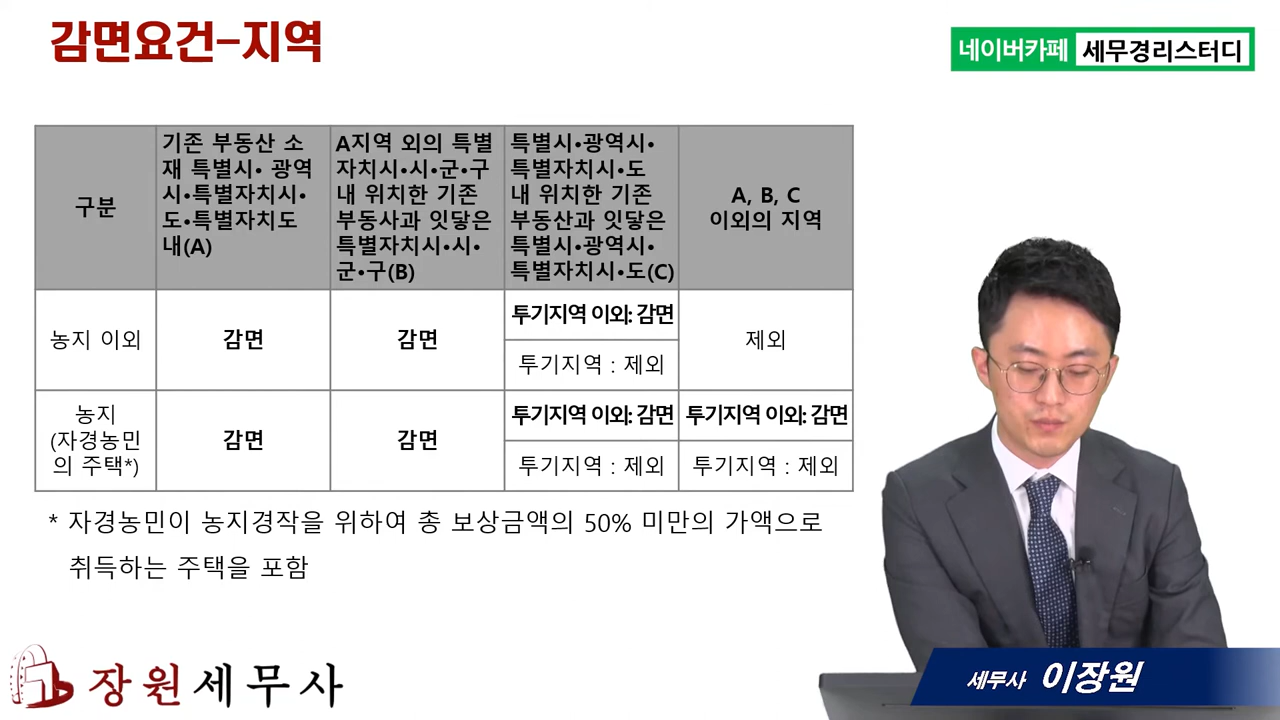 감면요건-지역
네이버카페 세무경리스터디
구분
기존 부동산 소
재 특별시• 광역
시•특별자치시•
도•특별자치도
내(A)
A지역 외의 특별
자치시•시•군•구
내 위치한 기존
부동사과 잇닿은
특별자치시•시•
군•구(B)
특별시•광역시•
특별자치시•도
내 위치한 기존
부동산과 잇닿은
특별시•광역시•
특별자치시•도(C)
A, B, C
이외의 지역
농지 이외
감면
감면
투기지역 이외: 감면
투기지역 : 제외
제외
농지
(자경농민
의 주택*)
감면
감면
투기지역 이외: 감면
투기지역 : 제외
투기지역 이외: 감면
투기지역 : 제외
* 자경농민이 농지경작을 위하여 총 보상금액의 50% 미만의 가액으로
취득하는 주택을 포함
장원세무사
세무사 이장원